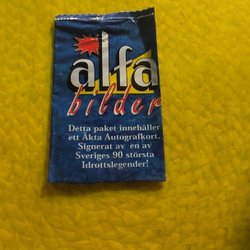 alfa
bilder
Detta paket innehåller
ett Äkta Autografkort.
Signerat av en av
Sveriges 90 största
Idrottslegender!